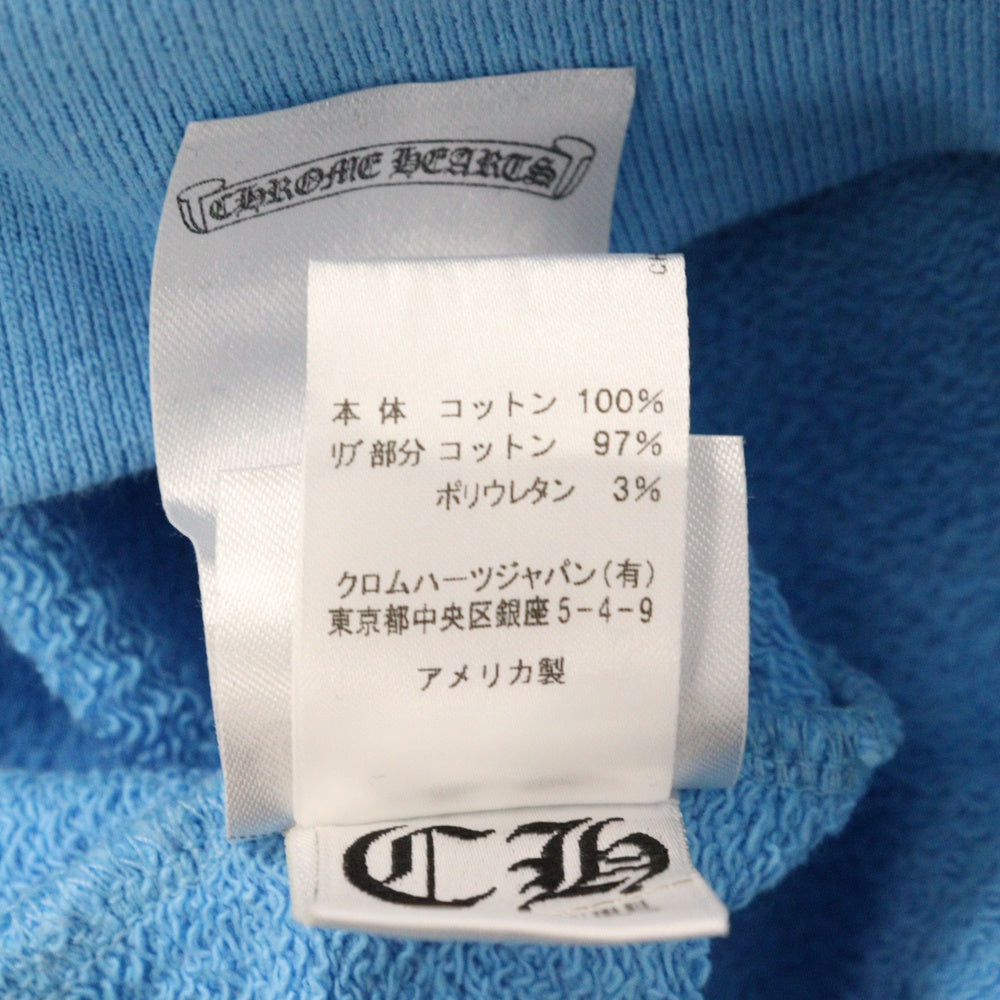 CHROME HEARTS
CH
本体 コットン 100%
リブ部分 コットン 97%
ポリウレタン 3%
クロムハーツジャパン(有)
東京都中央区銀座5-4-9
アメリカ製
CH